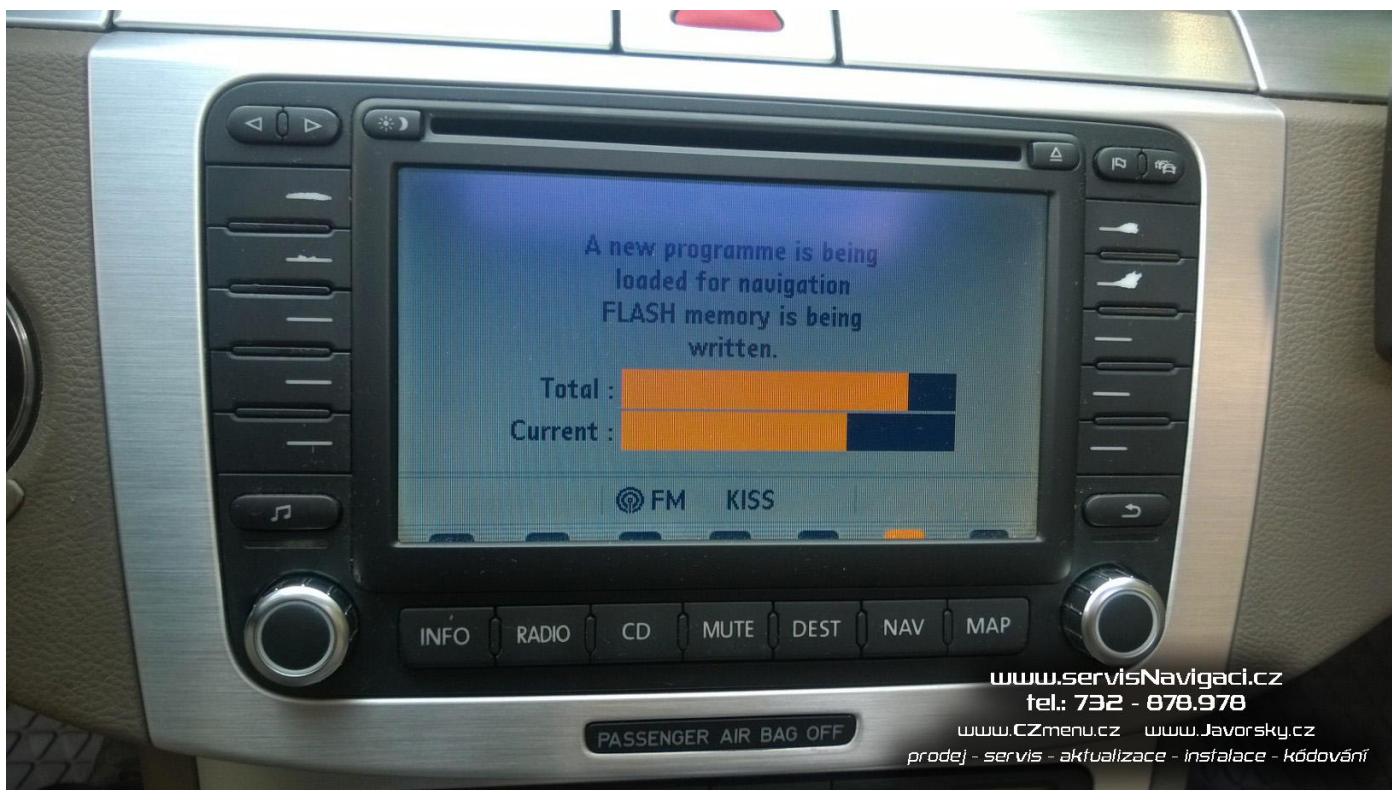 A new programme is being
loaded for navigation
FLASH memory is being
written.
Total :
Current :
FM KISS
INFO RADIO CD MUTE DEST NAV MAP
PASSENGER AIR BAG OFF
www.servisNavigaci.cz
tel.: 732 - 878.978
www.CZmenu.cz www.Javorsky.cz
prodej - servis - aktualizace - instalace - kódování